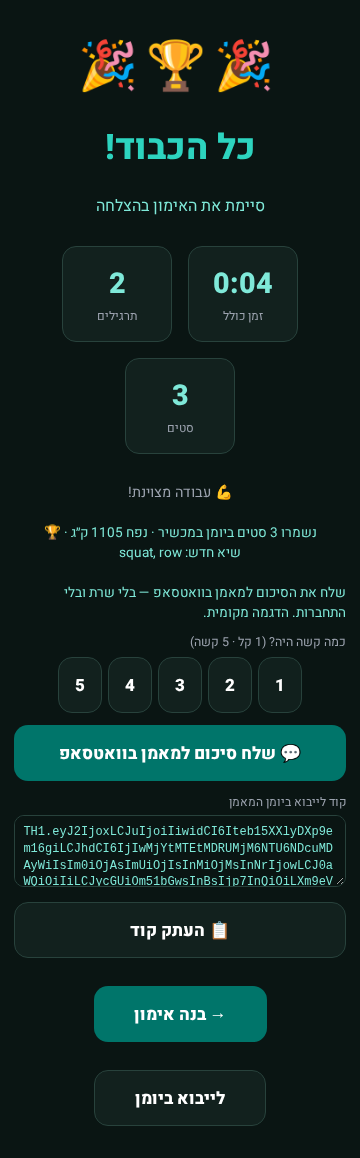 כל הכבוד!
סיימת את האימון בהצלחה
0:04
זמן כולל
2
תרגילים
3
סטים
💪 עבודה מצוינת!
נשמרו 3 סטים ביומן במכשיר · נפח 1105 ק״ג · 🏆
שיא חדש: squat, row
שלח את הסיכום למאמן בוואטסאפ — בלי שרת ובלי
התחברות. הדגמה מקומית.
כמה קשה היה? (1 קל · 5 קשה)
1 2 3 4 5
💬 שלח סיכום למאמן בוואטסאפ
קוד לייבוא ביומן המאמן
TH1.eyJ2IjoxLCJuIjoiIiwidCI6Iteb15XXlyDXp9e
m16giLCJhdCI6IjIwMjYtMTEtMDRUMjM6NTU6NDcuMD
AyWiIsIm0iOjAsImUiOjIsInMiOjMsInNrIjowLCJ0a
WQiOiIiLCJycGUiOm51bGwsInBsIjp7InQiOiLXm9eV
📋 העתק קוד
בנה אימון →
לייבוא ביומן